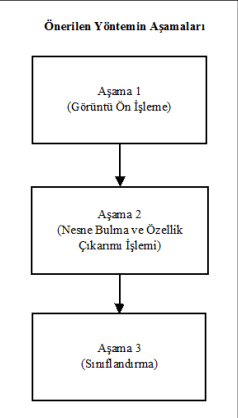 Önerilen Yöntemin Aşamaları
Aşama 1
(Görüntü Ön İşleme)
Aşama 2
(Nesne Bulma ve Özellik
Çıkarımı İşlemi)
Aşama 3
(Sınıflandırma)